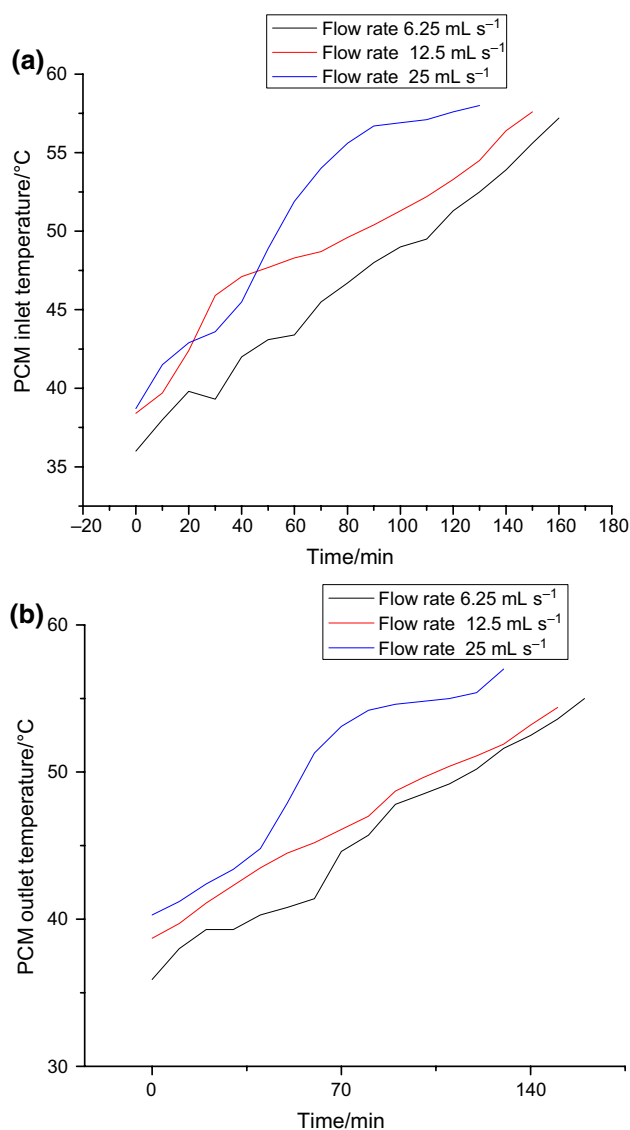 (a)
Flow rate 6.25 mL s⁻¹
Flow rate 12.5 mL s⁻¹
Flow rate 25 mL s⁻¹
60
55
50
45
40
35
PCM inlet temperature/°C
–20 0 20 40 60 80 100 120 140 160 180
Time/min
(b)
Flow rate 6.25 mL s⁻¹
Flow rate 12.5 mL s⁻¹
Flow rate 25 mL s⁻¹
60
50
40
30
PCM outlet temperature/°C
0 70 140
Time/min